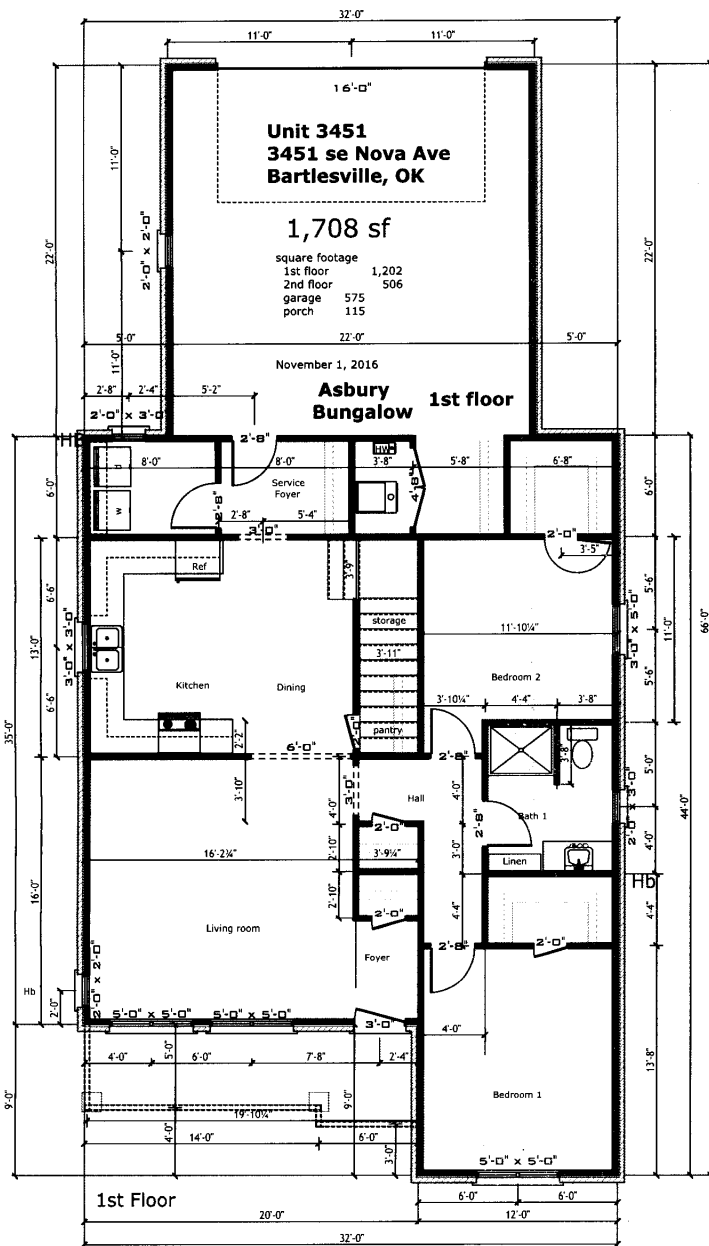 32'-0"
11'-0" 11'-0"
16'-0"
Unit 3451
3451 se Nova Ave
Bartlesville, OK
11'-0"
1,708 sf
square footage
1st floor 1,202
2nd floor 506
garage 575
porch 115
22'-0"
2'-0" x 2'-0"
22'-0"
5'-0" 22'-0" 5'-0"
11'-0"
November 1, 2016
Asbury
Bungalow
1st floor
2'-8" 2'-4" 5'-2"
2'-0" x 3'-0
2'-8"
8'-0" 8'-0" 3'-8" 5'-8" 6'-8"
HW
d
w
Service
Foyer
6'-0"
2'-8"
4'-8"
6'-0"
2'-8" 5'-4"
3'-0"
2'-0"
3'-5"
Ref
3'-9"
6'-6"
5'-6"
storage
11'-10¼"
3'-0" x 3'-0"
13'-0"
3'-11"
3'-0" x 5'-0"
11'-0"
66'-0"
Kitchen
Dining
Bedroom 2
6'-6"
5'-6"
3'-10¼" 4'-4" 3'-8"
2'-2"
2'-0"
pantry
35'-0"
6'-0"
2'-8"
3'-8"
5'-0"
3'-10"
3'-0"
Hall
4'-0"
4'-0"
2'-8"
Bath 1
2'-0" x 3'-0"
44'-0"
2'-0"
16'-2¾"
2'-10"
3'-9¼"
3'-0"
Linen
4'-0"
Hb
16'-0"
2'-10"
2'-0"
4'-4"
4'-4"
Living room
2'-8"
2'-0"
Foyer
2'-0" x 2'-0"
Hb
2'-0"
5'-0" x 5'-0" 5'-0" x 5'-0"
3'-0"
4'-0"
4'-0" 6'-0" 7'-8" 2'-4"
5'-0"
13'-8"
9'-0"
9'-0"
Bedroom 1
19'-10¼"
4'-0"
14'-0" 6'-0"
3'-0"
5'-0" x 5'-0"
1st Floor
6'-0" 6'-0"
20'-0" 12'-0"
32'-0"